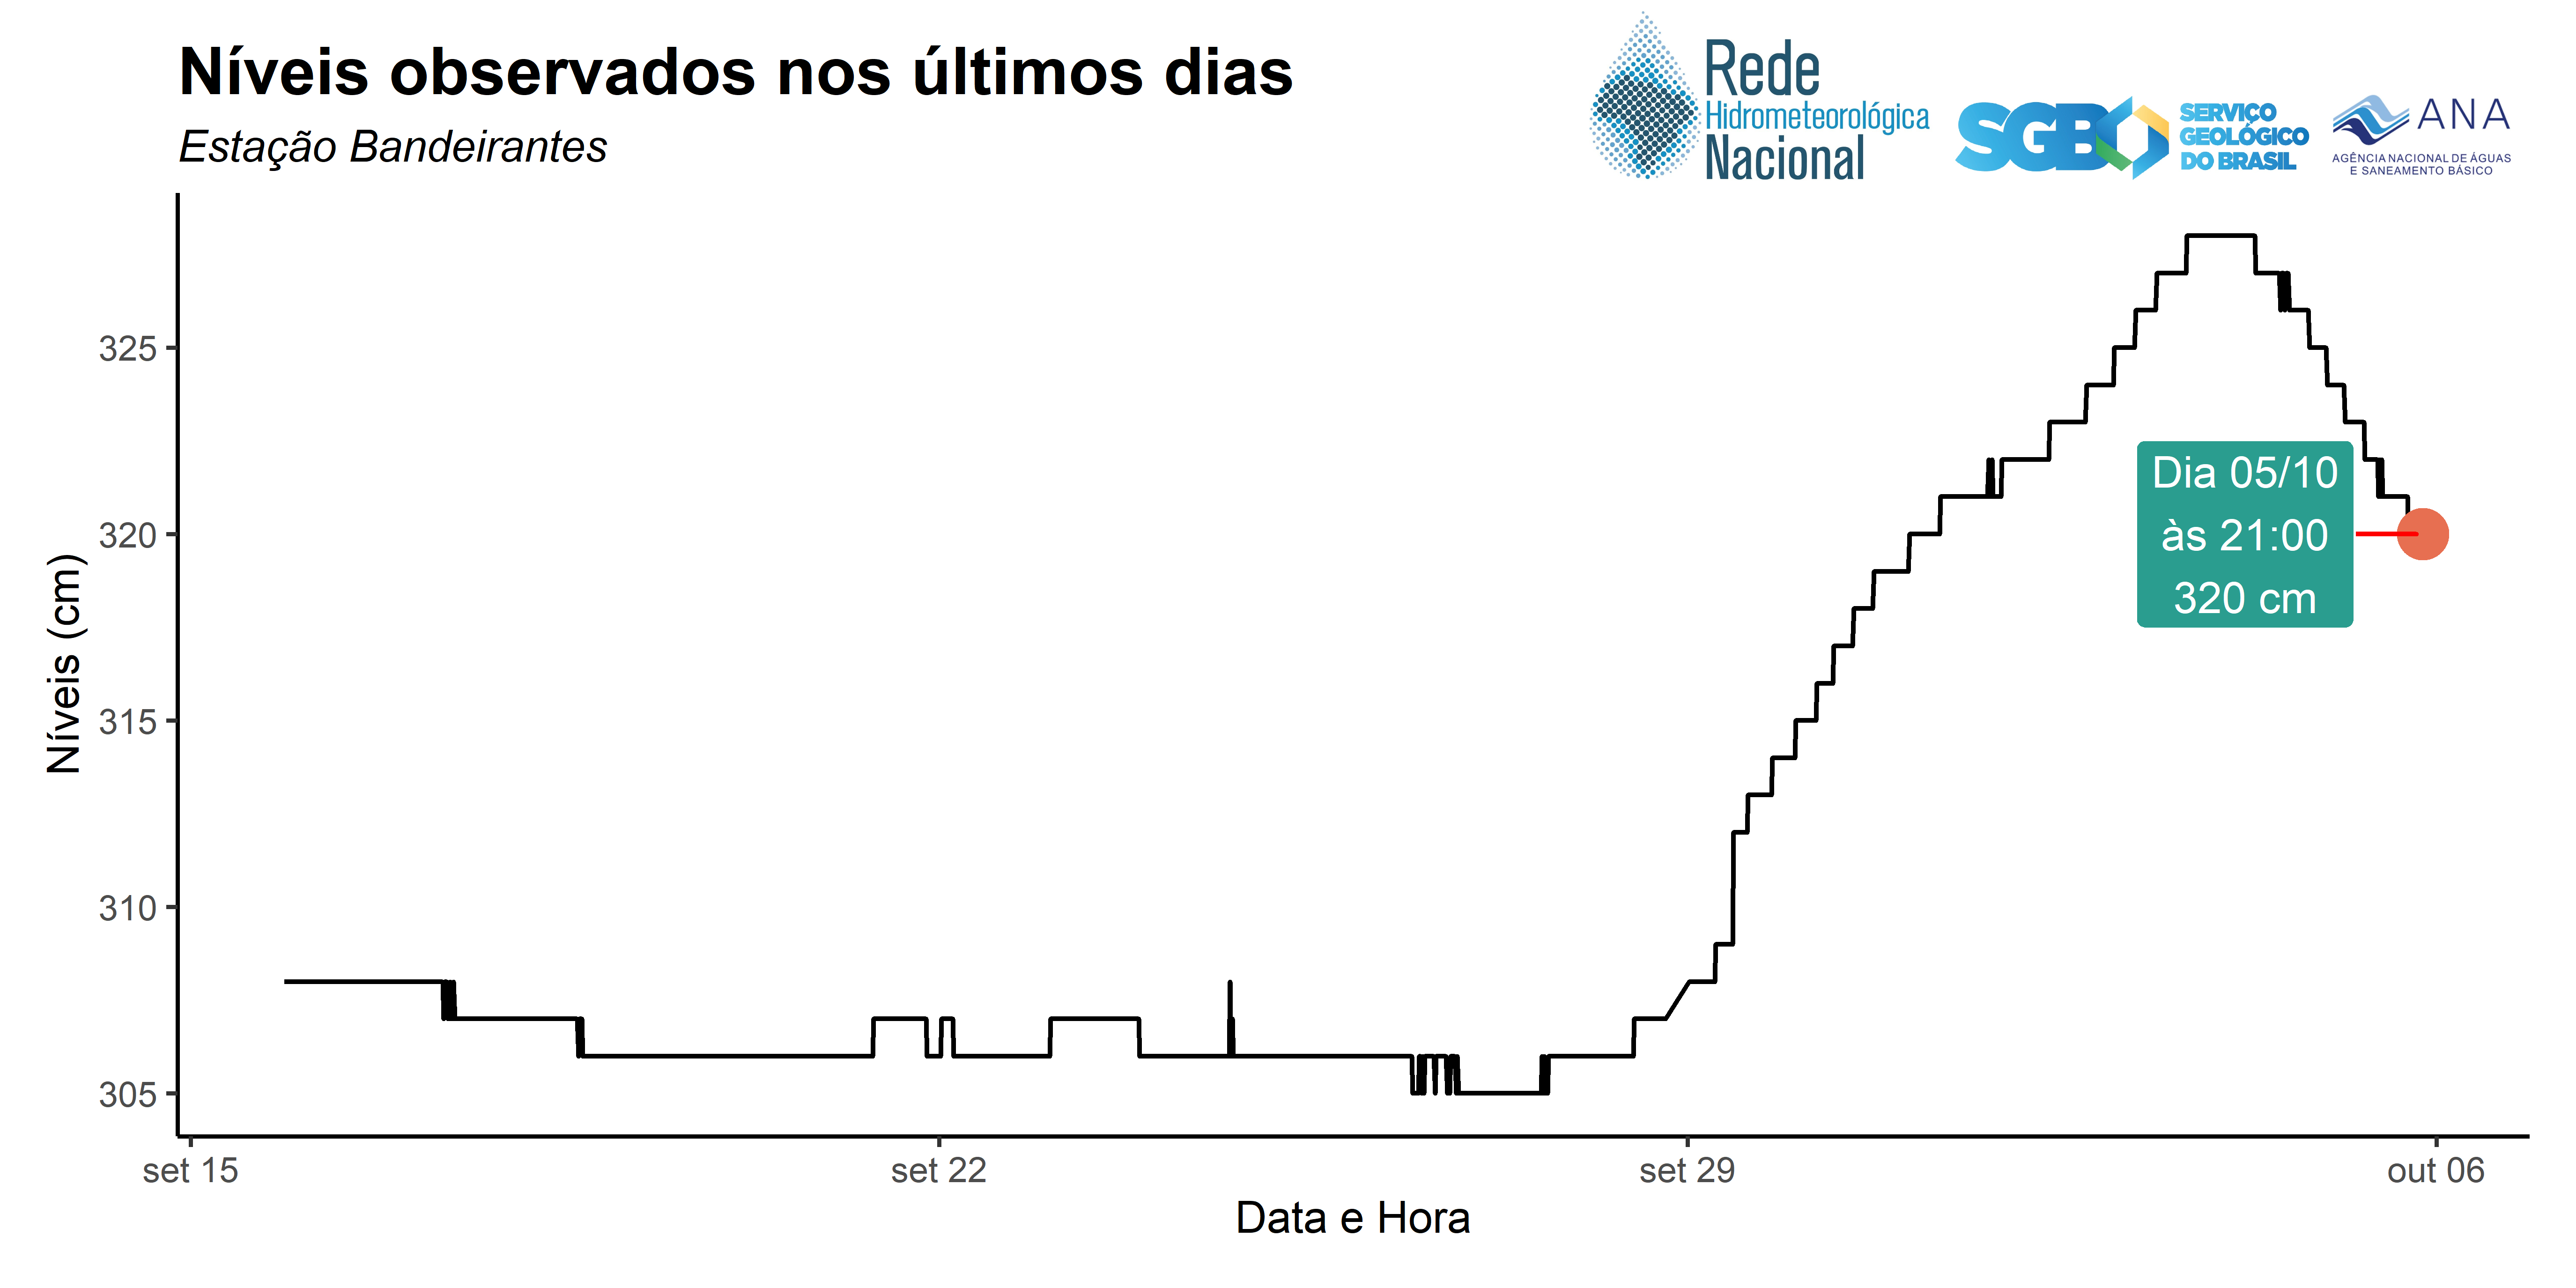 Níveis observados nos últimos dias
Estação Bandeirantes
Rede
Hidrometeorológica
Nacional
SGB
SERVIÇO
GEOLÓGICO
DO BRASIL
ANA
AGÊNCIA NACIONAL DE ÁGUAS
E SANEAMENTO BÁSICO
Níveis (cm)
325
320
315
310
305
Dia 05/10
às 21:00
320 cm
set 15
set 22
set 29
out 06
Data e Hora